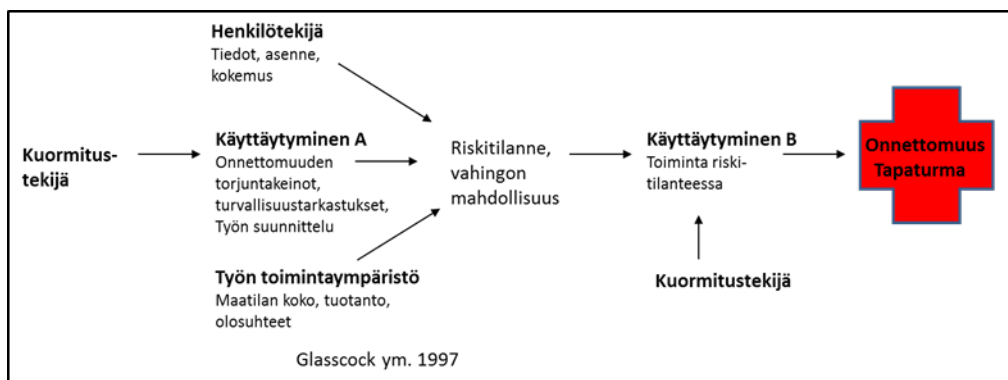 Henkilötekijä
Tiedot, asenne,
kokemus
Kuormitus-
tekijä
Käyttäytyminen A
Onnettomuuden
torjuntakeinot,
turvallisuustarkastukset,
Työn suunnittelu
Työn toimintaympäristö
Maatilan koko, tuotanto,
olosuhteet
Riskitilanne,
vahingon
mahdollisuus
Käyttäytyminen B
Toiminta riski-
tilanteessa
Kuormitustekijä
Onnettomuus
Tapaturma
Glasscock ym. 1997